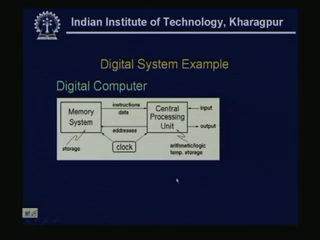 Indian Institute of Technology, Kharagpur
Digital System Example
Digital Computer
Memory System
instructions
data
addresses
Central Processing Unit
input
output
clock
storage
arithmetic/logic
temp. storage